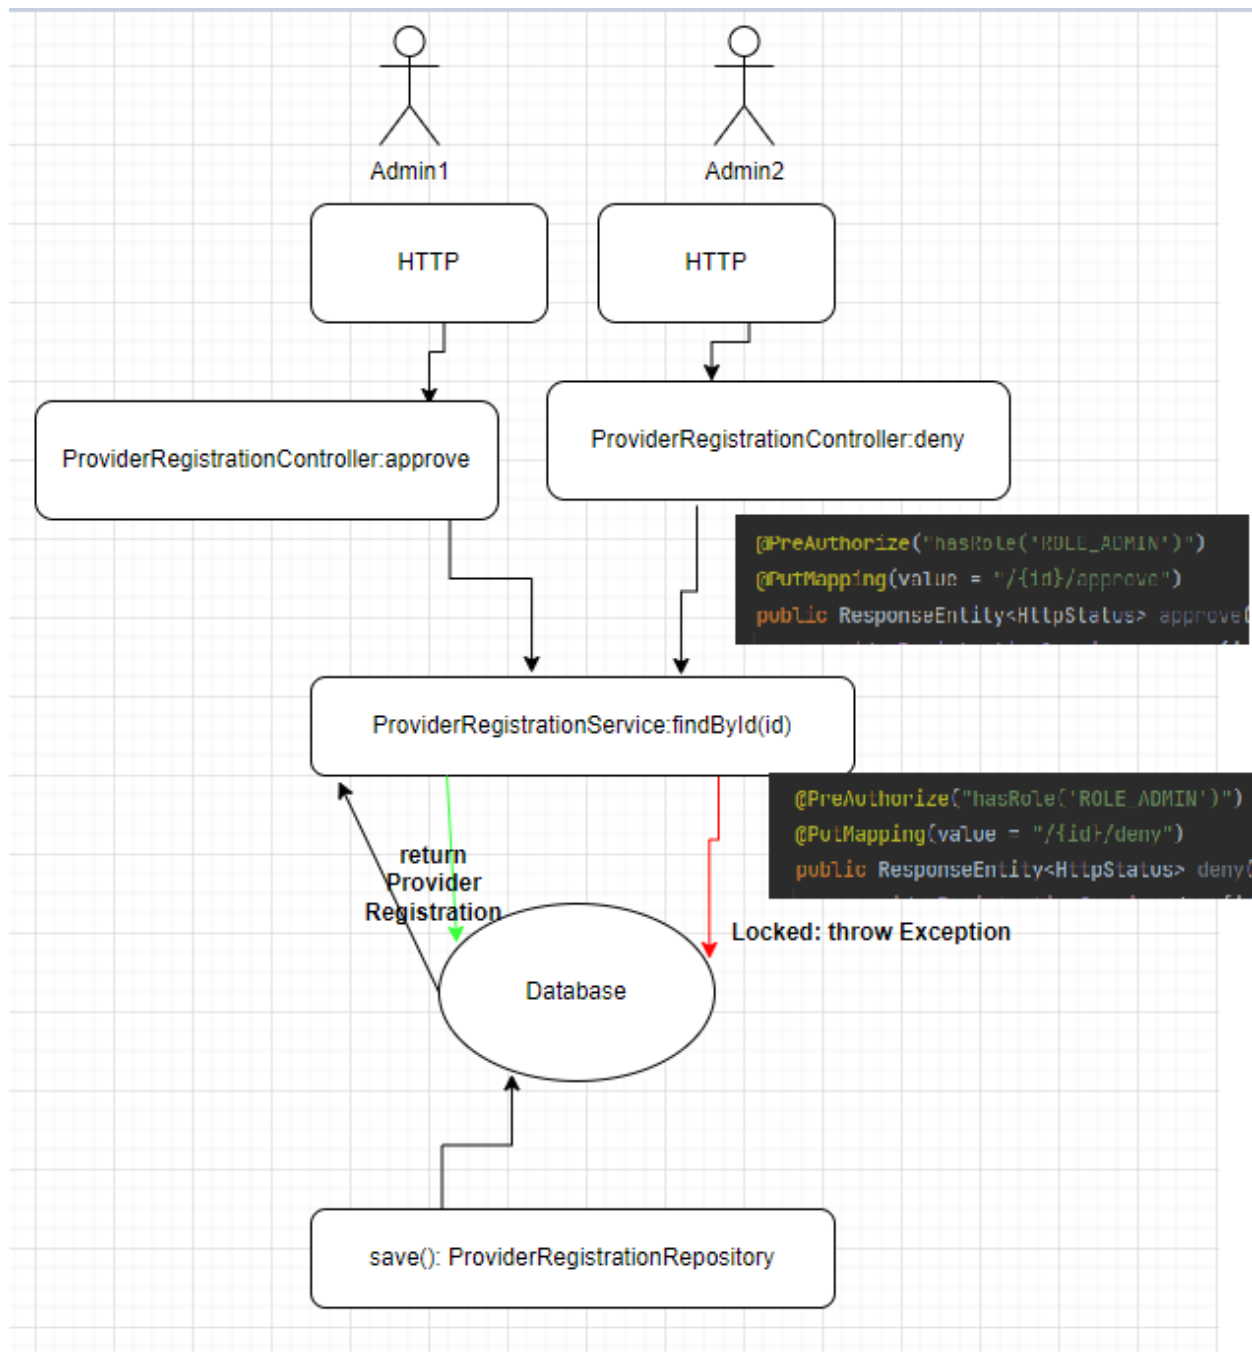 Admin1
Admin2
HTTP
HTTP
ProviderRegistrationController:approve
ProviderRegistrationController:deny
@PreAuthorize("hasRole('ROLE_ADMIN')")
@PutMapping(value = "/{id}/approve")
public ResponseEntity<HttpStatus> approve(
ProviderRegistrationService:findById(id)
@PreAuthorize("hasRole('ROLE_ADMIN')")
@PutMapping(value = "/{id}/deny")
public ResponseEntity<HttpStatus> deny(
return
Provider
Registration
Locked: throw Exception
Database
save(): ProviderRegistrationRepository